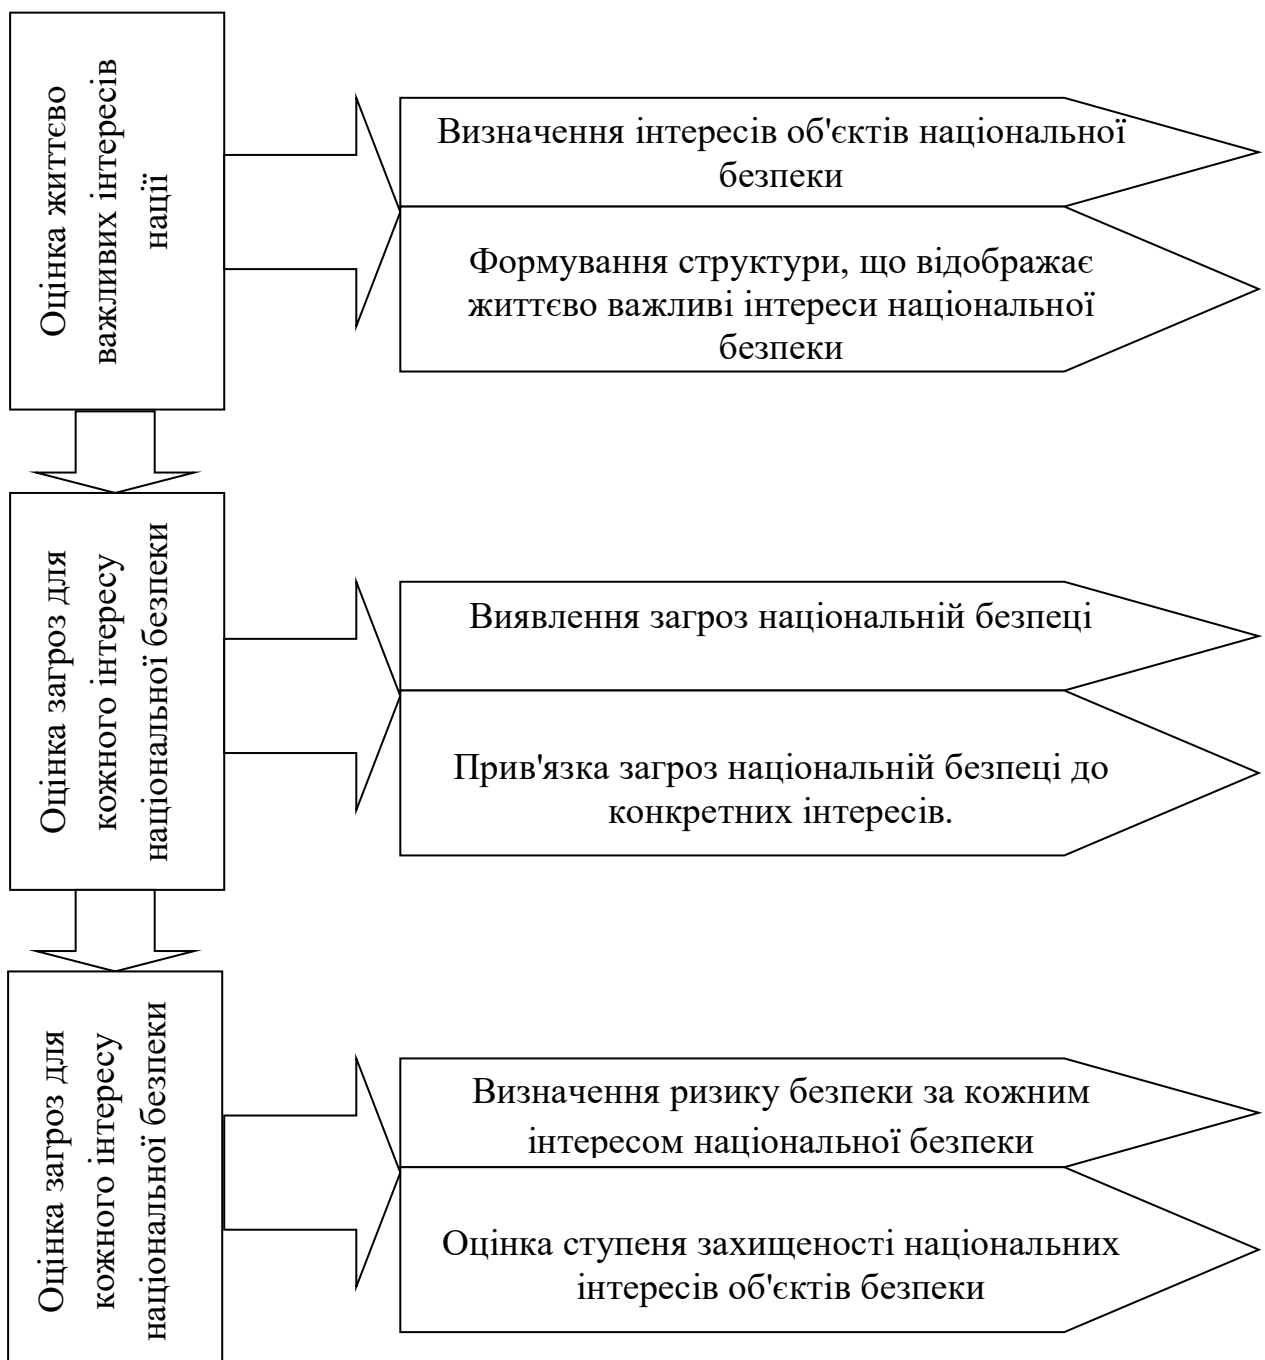 Оцінка життєво
важливих інтересів
нації
Визначення інтересів об'єктів національної
безпеки
Формування структури, що відображає
життєво важливі інтереси національної
безпеки
Оцінка загроз для
кожного інтересу
національної безпеки
Виявлення загроз національній безпеці
Прив'язка загроз національній безпеці до
конкретних інтересів.
Оцінка загроз для
кожного інтересу
національної безпеки
Визначення ризику безпеки за кожним
інтересом національної безпеки
Оцінка ступеня захищеності національних
інтересів об'єктів безпеки